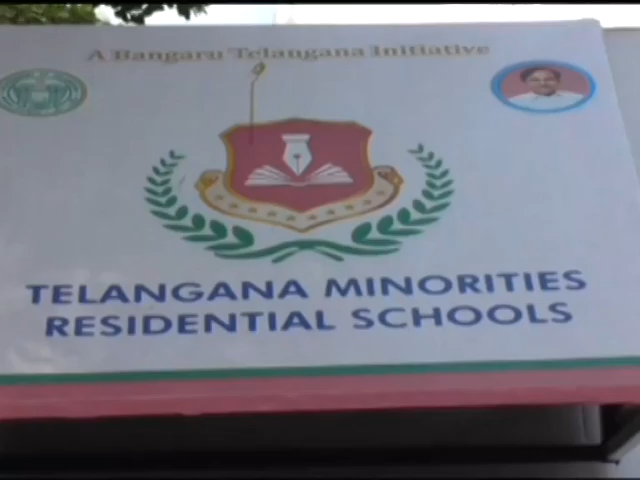 A Bangaru Telangana Initiative
TELANGANA MINORITIES
RESIDENTIAL SCHOOLS